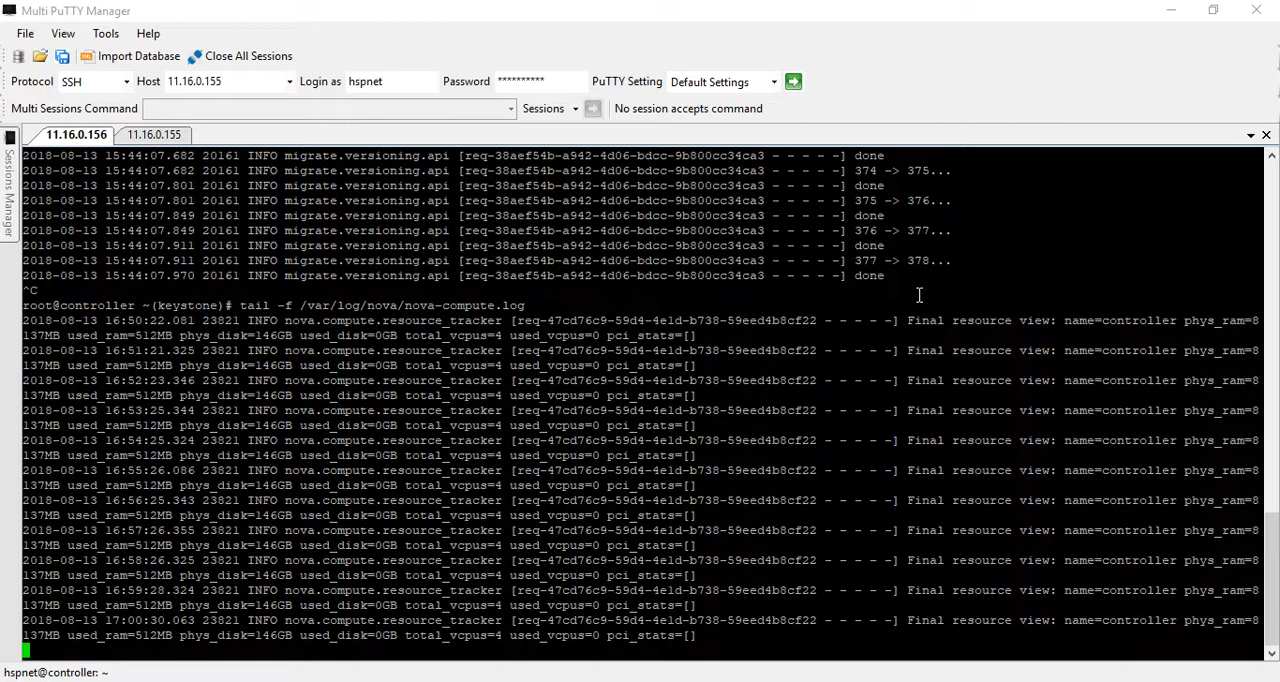 Multi PuTTY Manager
File View Tools Help
Import Database Close All Sessions
Protocol SSH Host 11.16.0.155 Login as hspnet Password ********** PuTTY Setting Default Settings
Multi Sessions Command Sessions No session accepts command
11.16.0.156 11.16.0.155
Sessions Manager
2018-08-13 15:44:07.682 20161 INFO migrate.versioning.api [req-38aef54b-a942-4d06-bdcc-9b800cc34ca3 - - - - -] done
2018-08-13 15:44:07.682 20161 INFO migrate.versioning.api [req-38aef54b-a942-4d06-bdcc-9b800cc34ca3 - - - - -] 374 -> 375...
2018-08-13 15:44:07.801 20161 INFO migrate.versioning.api [req-38aef54b-a942-4d06-bdcc-9b800cc34ca3 - - - - -] done
2018-08-13 15:44:07.801 20161 INFO migrate.versioning.api [req-38aef54b-a942-4d06-bdcc-9b800cc34ca3 - - - - -] 375 -> 376...
2018-08-13 15:44:07.849 20161 INFO migrate.versioning.api [req-38aef54b-a942-4d06-bdcc-9b800cc34ca3 - - - - -] done
2018-08-13 15:44:07.849 20161 INFO migrate.versioning.api [req-38aef54b-a942-4d06-bdcc-9b800cc34ca3 - - - - -] 376 -> 377...
2018-08-13 15:44:07.911 20161 INFO migrate.versioning.api [req-38aef54b-a942-4d06-bdcc-9b800cc34ca3 - - - - -] done
2018-08-13 15:44:07.911 20161 INFO migrate.versioning.api [req-38aef54b-a942-4d06-bdcc-9b800cc34ca3 - - - - -] 377 -> 378...
2018-08-13 15:44:07.970 20161 INFO migrate.versioning.api [req-38aef54b-a942-4d06-bdcc-9b800cc34ca3 - - - - -] done
^C
root@controller ~(keystone)# tail -f /var/log/nova/nova-compute.log
2018-08-13 16:50:22.081 23821 INFO nova.compute.resource_tracker [req-47cd76c9-59d4-4e1d-b738-59eed4b8cf22 - - - - -] Final resource view: name=controller phys_ram=8
137MB used_ram=512MB phys_disk=146GB used_disk=0GB total_vcpus=4 used_vcpus=0 pci_stats=[]
2018-08-13 16:51:21.325 23821 INFO nova.compute.resource_tracker [req-47cd76c9-59d4-4e1d-b738-59eed4b8cf22 - - - - -] Final resource view: name=controller phys_ram=8
137MB used_ram=512MB phys_disk=146GB used_disk=0GB total_vcpus=4 used_vcpus=0 pci_stats=[]
2018-08-13 16:52:23.346 23821 INFO nova.compute.resource_tracker [req-47cd76c9-59d4-4e1d-b738-59eed4b8cf22 - - - - -] Final resource view: name=controller phys_ram=8
137MB used_ram=512MB phys_disk=146GB used_disk=0GB total_vcpus=4 used_vcpus=0 pci_stats=[]
2018-08-13 16:53:25.344 23821 INFO nova.compute.resource_tracker [req-47cd76c9-59d4-4e1d-b738-59eed4b8cf22 - - - - -] Final resource view: name=controller phys_ram=8
137MB used_ram=512MB phys_disk=146GB used_disk=0GB total_vcpus=4 used_vcpus=0 pci_stats=[]
2018-08-13 16:54:25.324 23821 INFO nova.compute.resource_tracker [req-47cd76c9-59d4-4e1d-b738-59eed4b8cf22 - - - - -] Final resource view: name=controller phys_ram=8
137MB used_ram=512MB phys_disk=146GB used_disk=0GB total_vcpus=4 used_vcpus=0 pci_stats=[]
2018-08-13 16:55:26.086 23821 INFO nova.compute.resource_tracker [req-47cd76c9-59d4-4e1d-b738-59eed4b8cf22 - - - - -] Final resource view: name=controller phys_ram=8
137MB used_ram=512MB phys_disk=146GB used_disk=0GB total_vcpus=4 used_vcpus=0 pci_stats=[]
2018-08-13 16:56:25.343 23821 INFO nova.compute.resource_tracker [req-47cd76c9-59d4-4e1d-b738-59eed4b8cf22 - - - - -] Final resource view: name=controller phys_ram=8
137MB used_ram=512MB phys_disk=146GB used_disk=0GB total_vcpus=4 used_vcpus=0 pci_stats=[]
2018-08-13 16:57:26.355 23821 INFO nova.compute.resource_tracker [req-47cd76c9-59d4-4e1d-b738-59eed4b8cf22 - - - - -] Final resource view: name=controller phys_ram=8
137MB used_ram=512MB phys_disk=146GB used_disk=0GB total_vcpus=4 used_vcpus=0 pci_stats=[]
2018-08-13 16:58:26.325 23821 INFO nova.compute.resource_tracker [req-47cd76c9-59d4-4e1d-b738-59eed4b8cf22 - - - - -] Final resource view: name=controller phys_ram=8
137MB used_ram=512MB phys_disk=146GB used_disk=0GB total_vcpus=4 used_vcpus=0 pci_stats=[]
2018-08-13 16:59:28.324 23821 INFO nova.compute.resource_tracker [req-47cd76c9-59d4-4e1d-b738-59eed4b8cf22 - - - - -] Final resource view: name=controller phys_ram=8
137MB used_ram=512MB phys_disk=146GB used_disk=0GB total_vcpus=4 used_vcpus=0 pci_stats=[]
2018-08-13 17:00:30.063 23821 INFO nova.compute.resource_tracker [req-47cd76c9-59d4-4e1d-b738-59eed4b8cf22 - - - - -] Final resource view: name=controller phys_ram=8
137MB used_ram=512MB phys_disk=146GB used_disk=0GB total_vcpus=4 used_vcpus=0 pci_stats=[]
hspnet@controller: ~